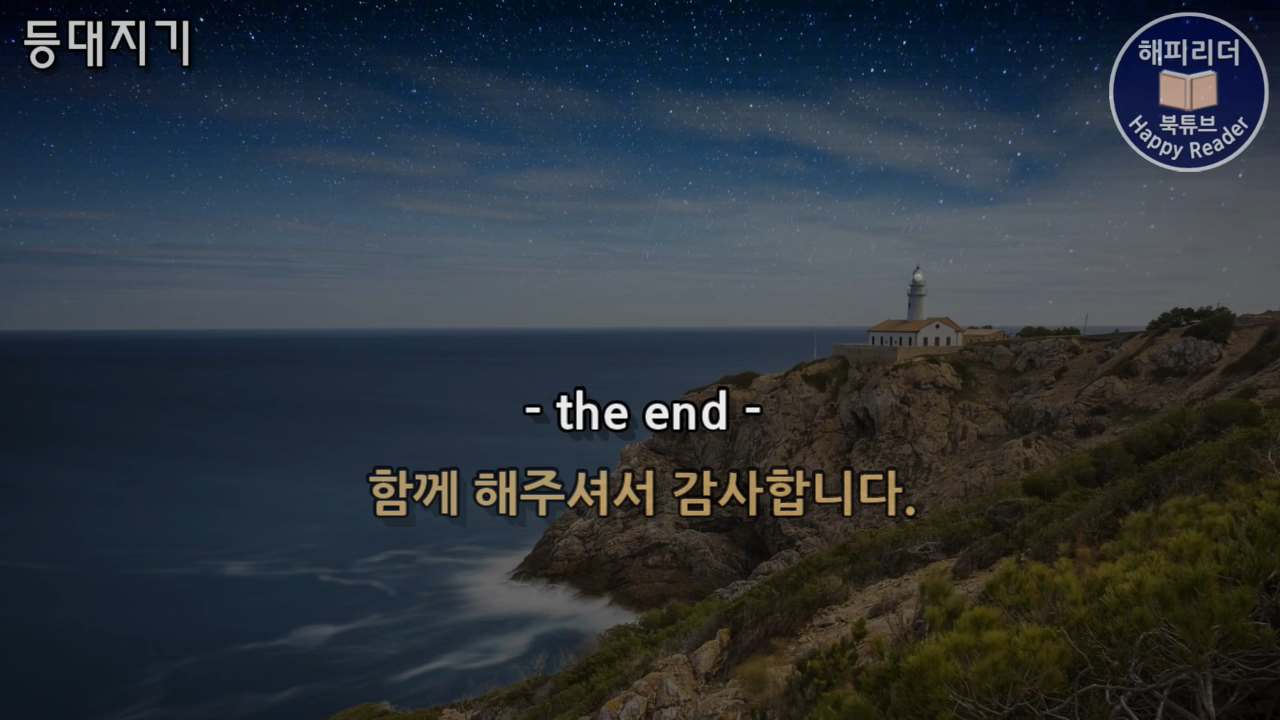 등대지기
해피리더
북튜브
Happy Reader
- the end -
함께 해주셔서 감사합니다.